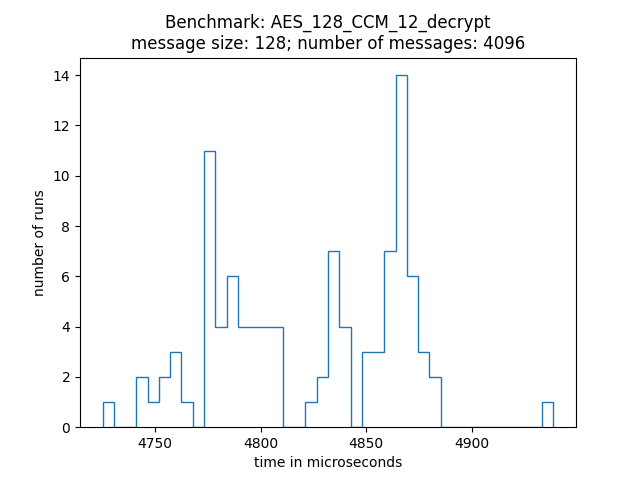 Benchmark: AES_128_CCM_12_decrypt
message size: 128; number of messages: 4096
14
12
10
8
6
4
2
0
number of runs
4750 4800 4850 4900
time in microseconds